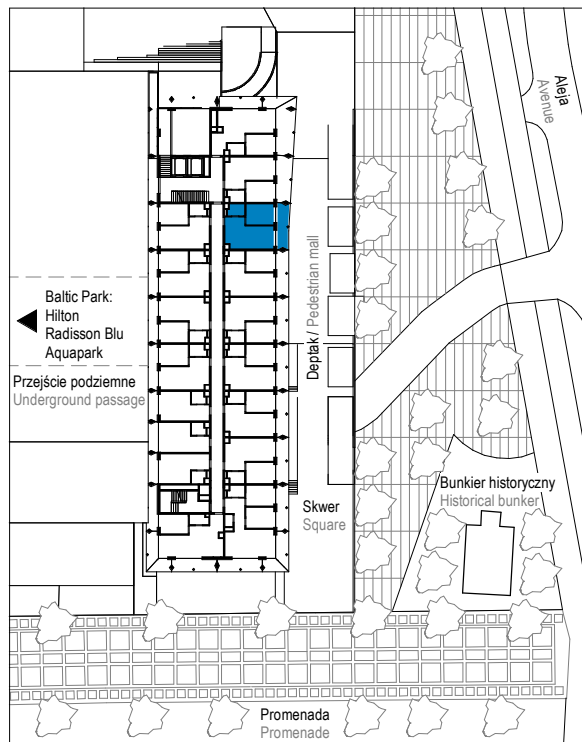 Aleja
Avenue
Baltic Park:
Hilton
Radisson Blu
Aquapark
Przejście podziemne
Underground passage
Deptak / Pedestrian mall
Skwer
Square
Bunkier historyczny
Historical bunker
Promenada
Promenade